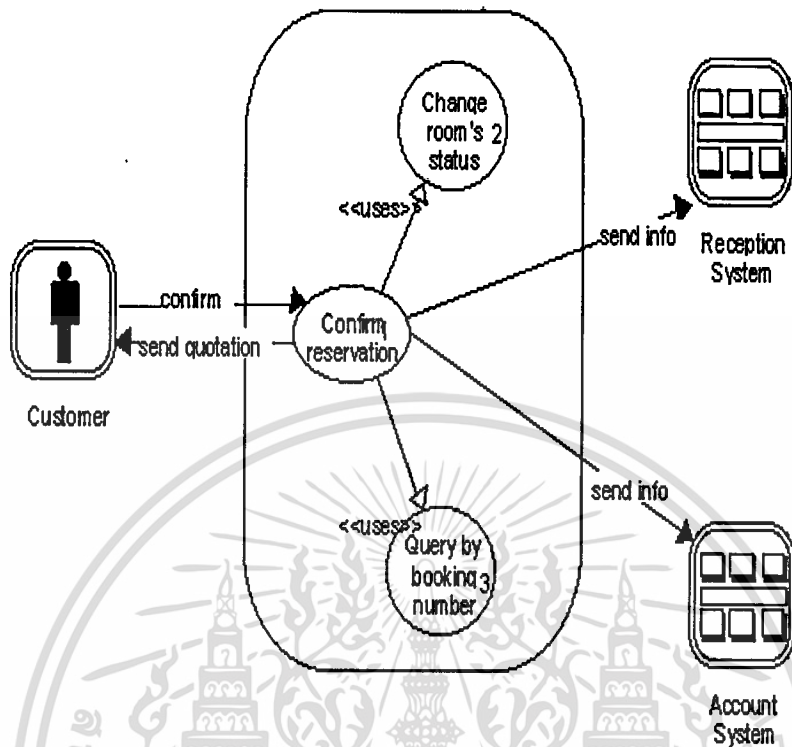 Change
room's 2
status
<<uses>>
send info
Reception
System
confirm
Confirm
reservation
send quotation
Customer
send info
<<uses>>
Query by
booking 3
number
Account
System